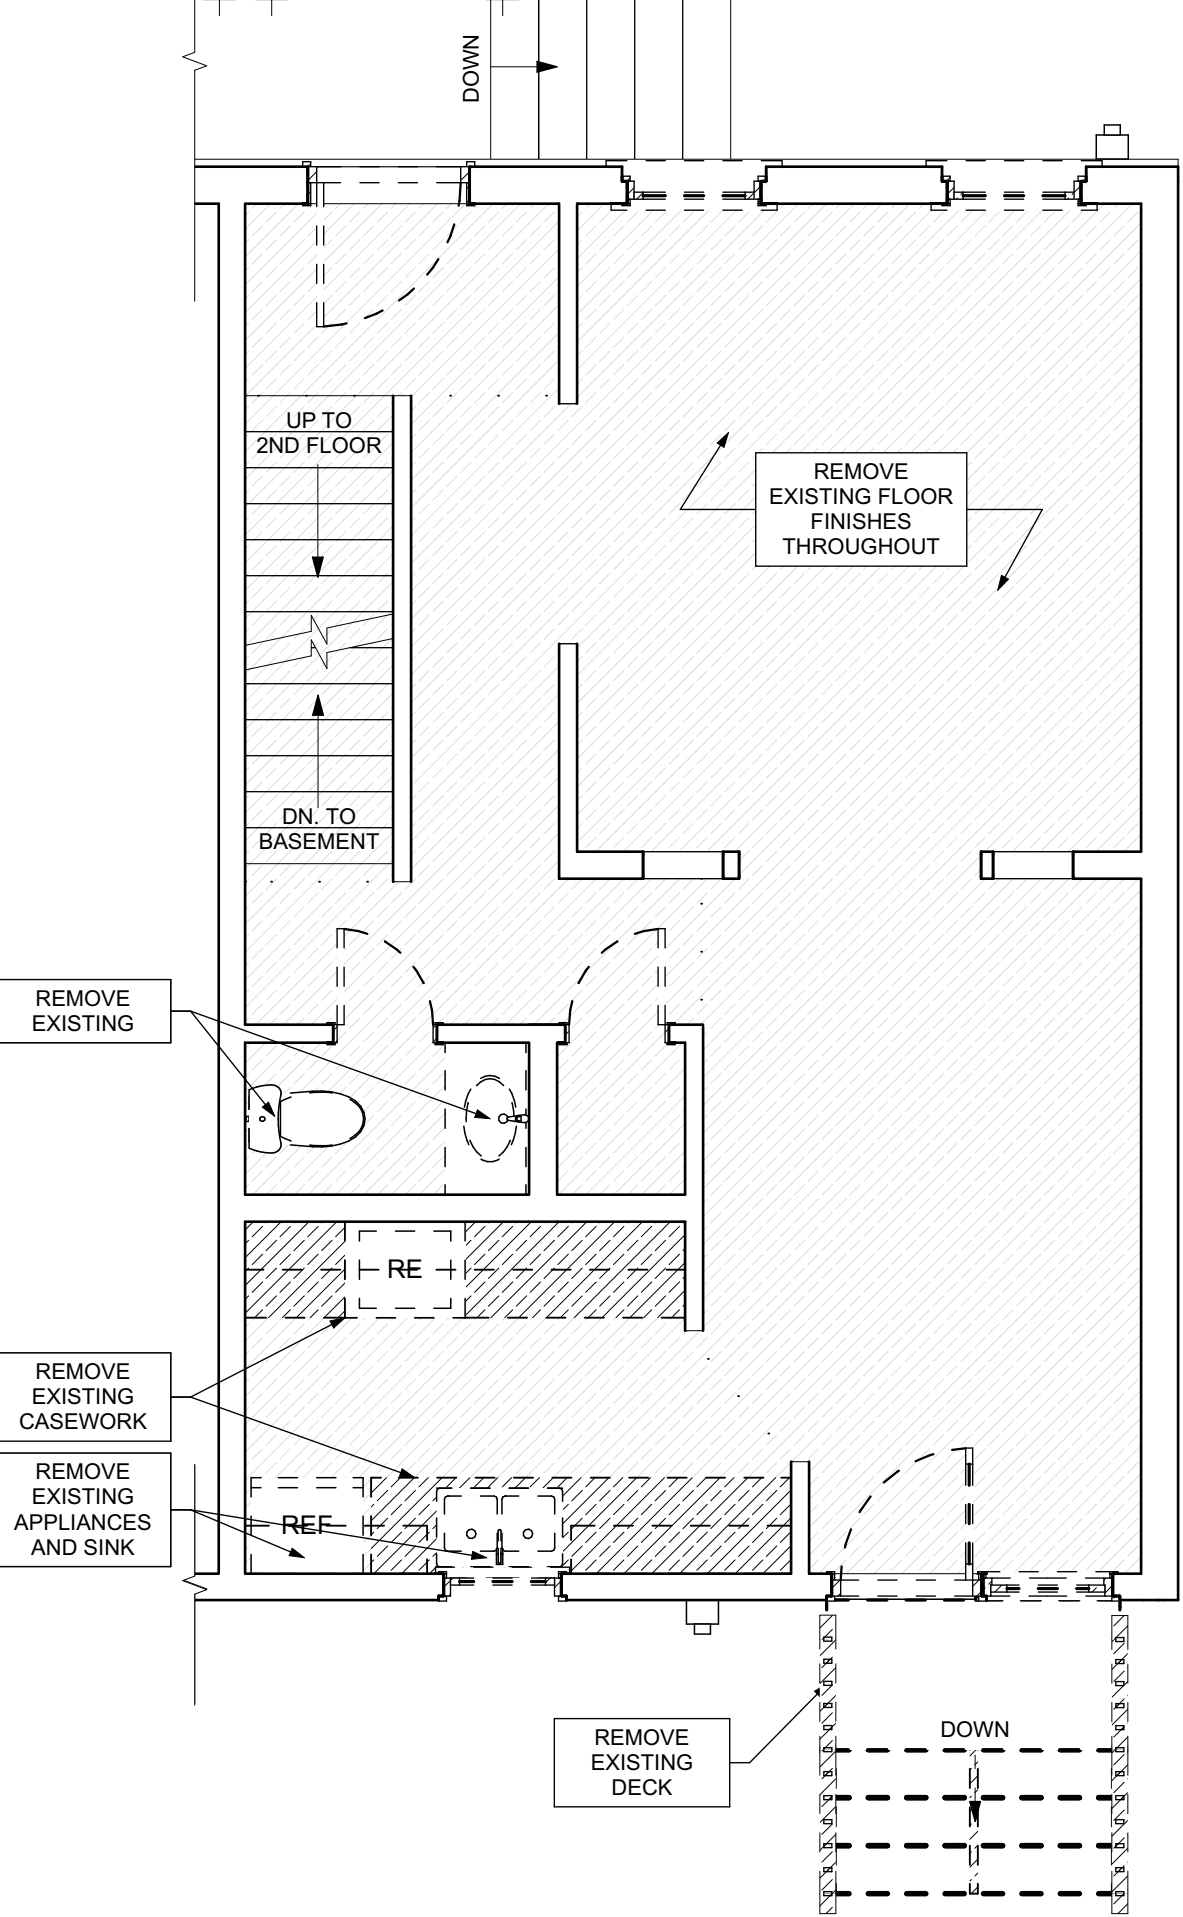 DOWN
UP TO
2ND FLOOR
REMOVE
EXISTING FLOOR
FINISHES
THROUGHOUT
DN. TO
BASEMENT
REMOVE
EXISTING
RE
REMOVE
EXISTING
CASEWORK
REMOVE
EXISTING
APPLIANCES
AND SINK
REF
REMOVE
EXISTING
DECK
DOWN